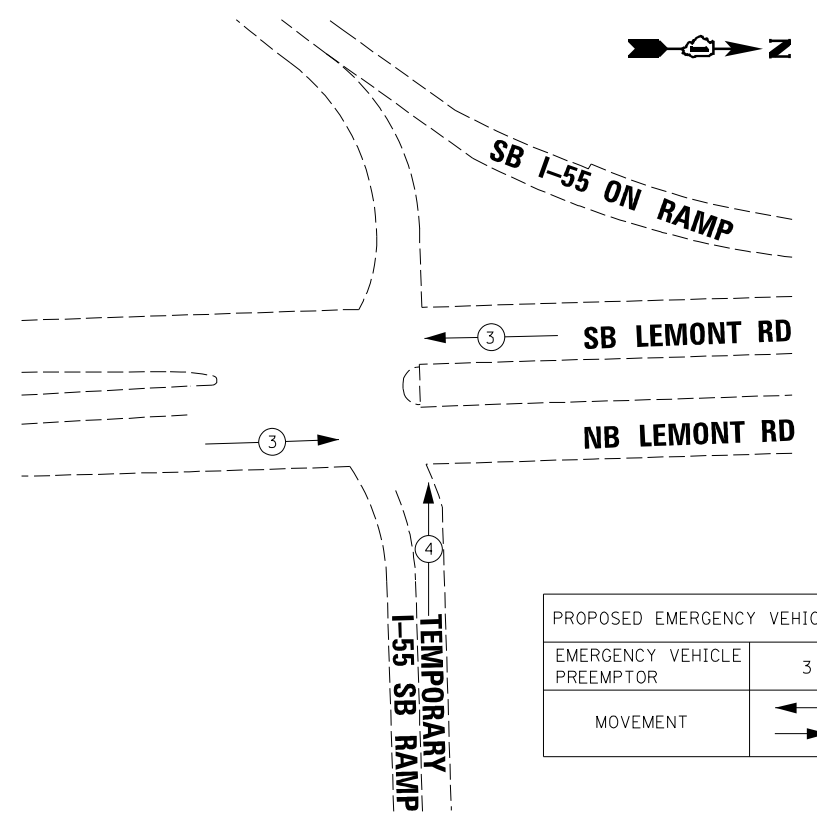 N
SB I-55 ON RAMP
3
SB LEMONT RD
3
NB LEMONT RD
4
TEMPORARY
I-55 SB RAMP
PROPOSED EMERGENCY VEHIC
EMERGENCY VEHICLE
PREEMPTOR
3
MOVEMENT